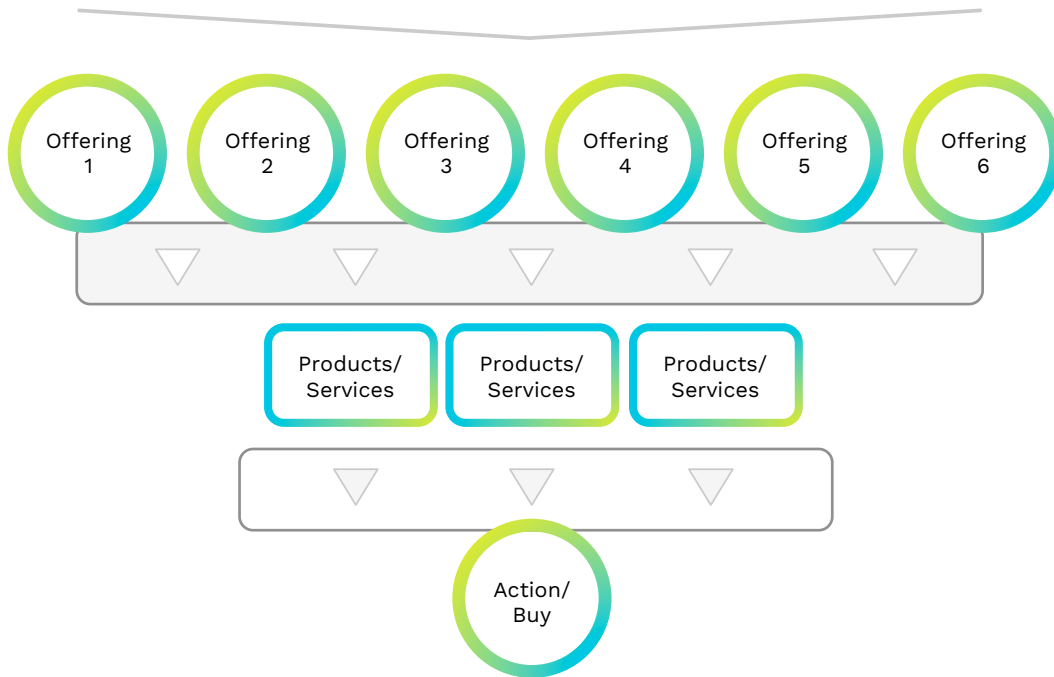 Offering
1
Offering
2
Offering
3
Offering
4
Offering
5
Offering
6
Products/
Services
Products/
Services
Products/
Services
Action/
Buy